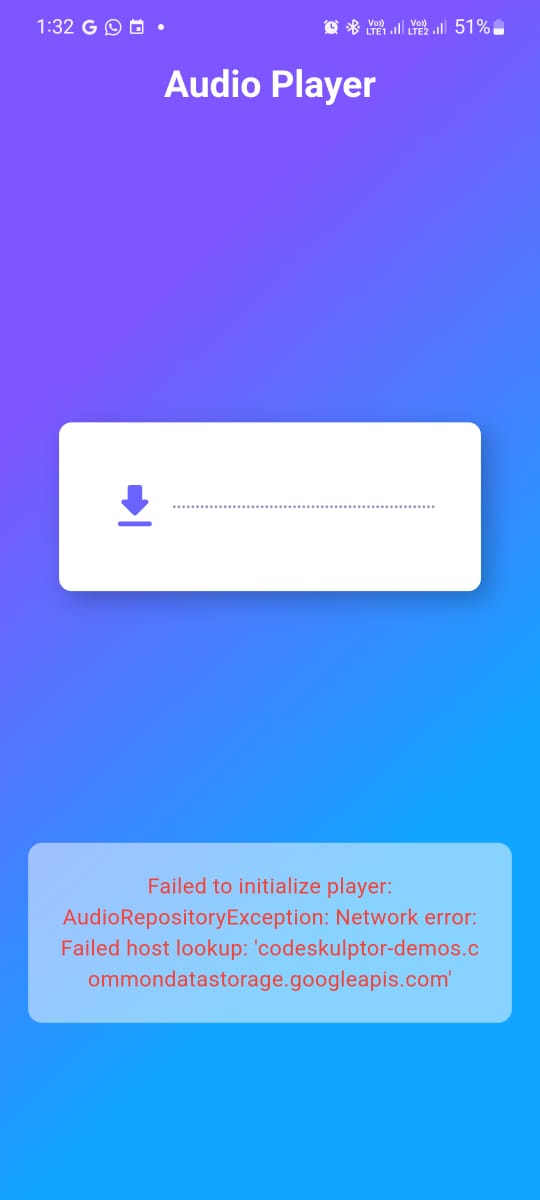 1:32
Vo)) LTE1 Vo)) LTE2 51%
Audio Player
Failed to initialize player:
AudioRepositoryException: Network error:
Failed host lookup: 'codeskulptor-demos.c
ommondatastorage.googleapis.com'